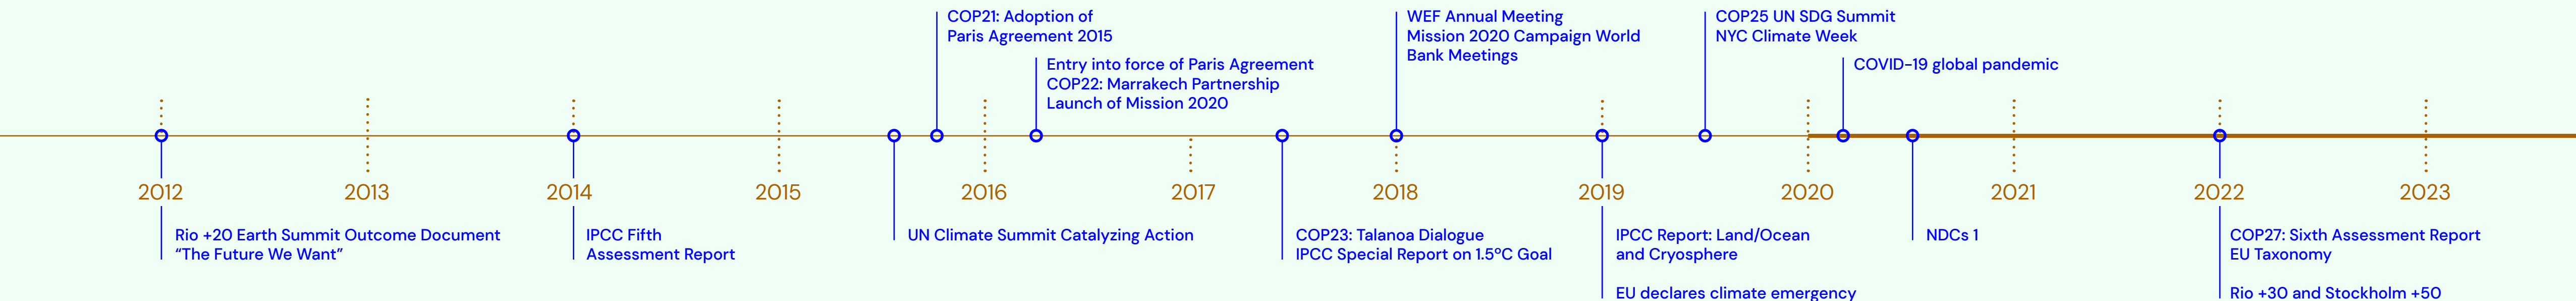 COP21: Adoption of
Paris Agreement 2015
Entry into force of Paris Agreement
COP22: Marrakech Partnership
Launch of Mission 2020
WEF Annual Meeting
Mission 2020 Campaign World
Bank Meetings
COP25 UN SDG Summit
NYC Climate Week
COVID-19 global pandemic
2012
2013
2014
2015
2016
2017
2018
2019
2020
2021
2022
2023
Rio +20 Earth Summit Outcome Document
“The Future We Want”
IPCC Fifth
Assessment Report
UN Climate Summit Catalyzing Action
COP23: Talanoa Dialogue
IPCC Special Report on 1.5ºC Goal
IPCC Report: Land/Ocean
and Cryosphere
EU declares climate emergency
NDCs 1
COP27: Sixth Assessment Report
EU Taxonomy
Rio +30 and Stockholm +50